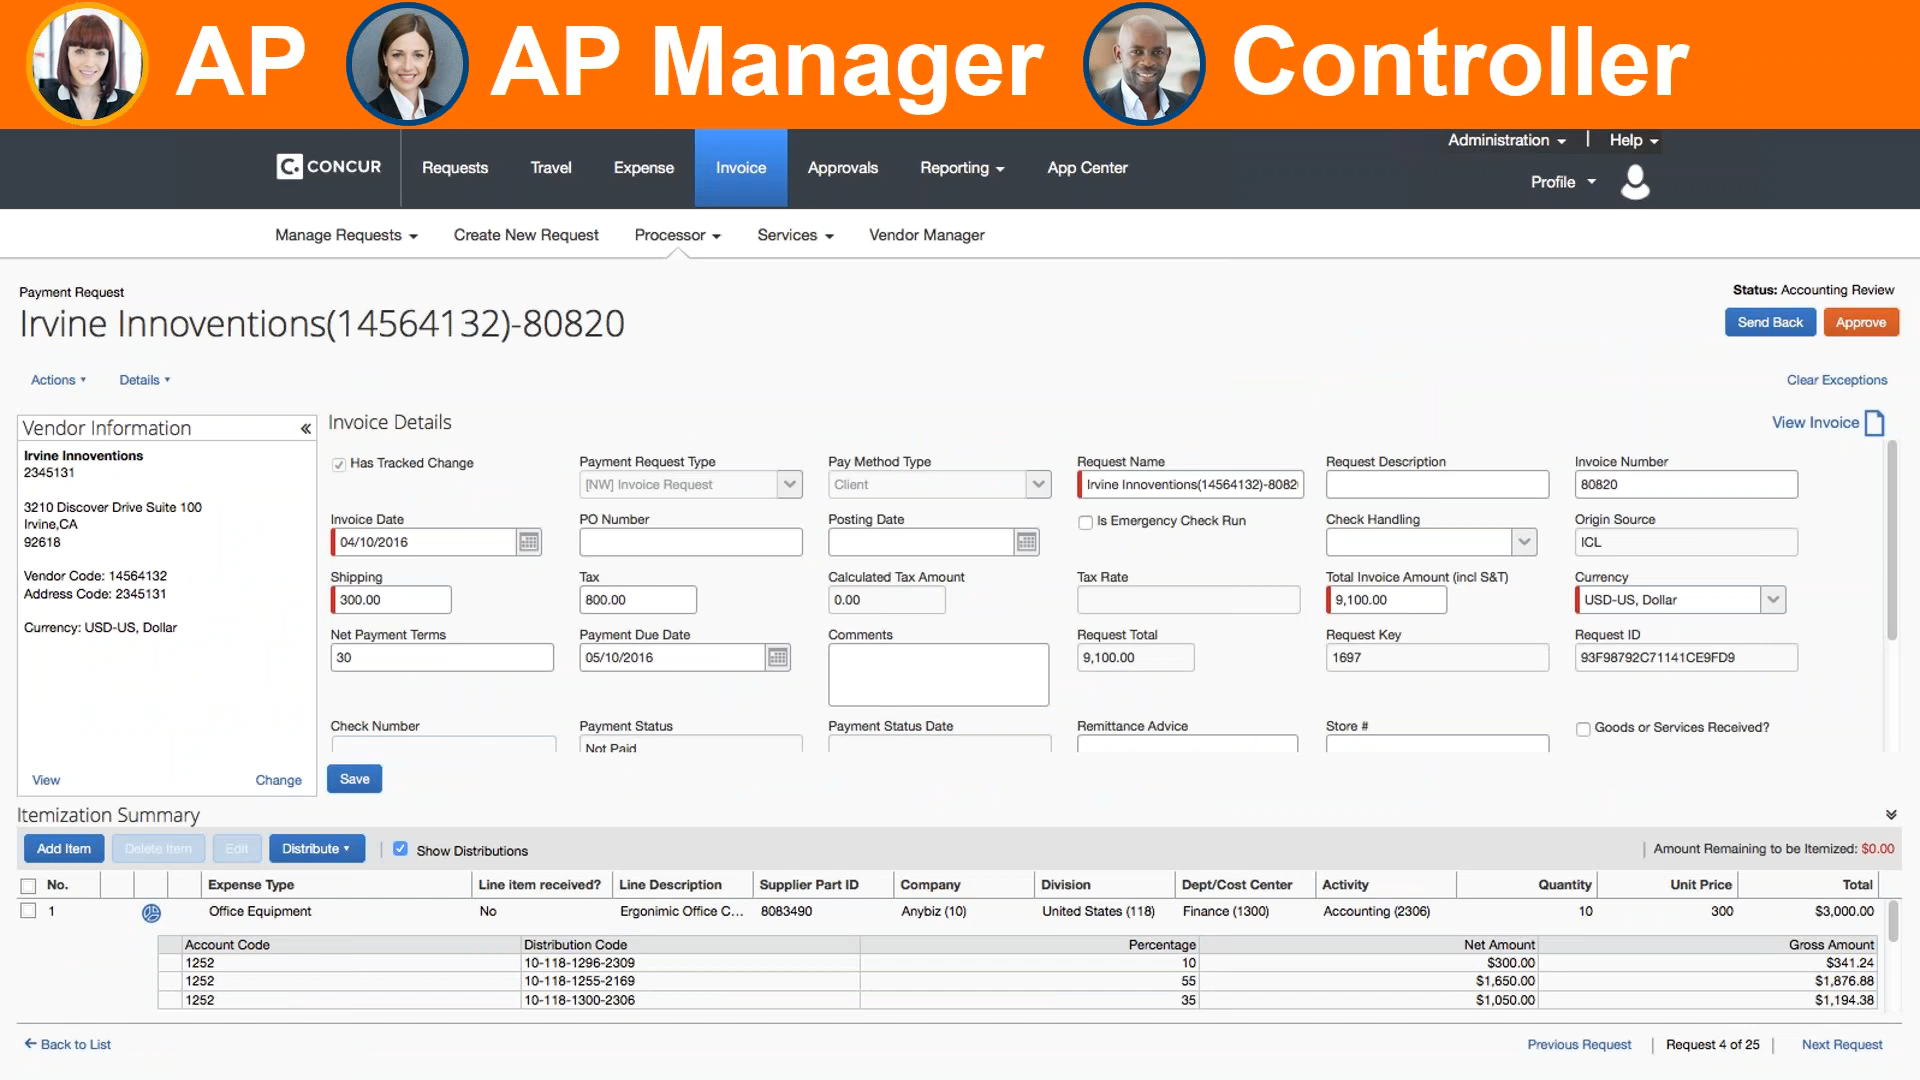 AP AP Manager Controller
Administration | Help
CONCUR Requests Travel Expense Invoice Approvals Reporting App Center
Profile
Manage Requests Create New Request Processor Services Vendor Manager
Payment Request
Status: Accounting Review
Irvine Innoventions(14564132)-80820
Send Back Approve
Actions Details Clear Exceptions
Vendor Information «
Irvine Innoventions
2345131
3210 Discover Drive Suite 100
Irvine,CA
92618
Vendor Code: 14564132
Address Code: 2345131
Currency: USD-US, Dollar
View Change
Invoice Details View Invoice
Has Tracked Change Payment Request Type Pay Method Type Request Name Request Description Invoice Number
[NW] Invoice Request Client Irvine Innoventions(14564132)-8082 80820
Invoice Date PO Number Posting Date Is Emergency Check Run Check Handling Origin Source
04/10/2016 ICL
Shipping Tax Calculated Tax Amount Tax Rate Total Invoice Amount (incl S&T) Currency
300.00 800.00 0.00 9,100.00 USD-US, Dollar
Net Payment Terms Payment Due Date Comments Request Total Request Key Request ID
30 05/10/2016 9,100.00 1697 93F98792C71141CE9FD9
Check Number Payment Status Payment Status Date Remittance Advice Store # Goods or Services Received?
Not Paid
Save
Itemization Summary
Add Item Delete Item Edit Distribute | Show Distributions | Amount Remaining to be Itemized: $0.00
No. Expense Type Line item received? Line Description Supplier Part ID Company Division Dept/Cost Center Activity Quantity Unit Price Total
1 Office Equipment No Ergonimic Office C... 8083490 Anybiz (10) United States (118) Finance (1300) Accounting (2306) 10 300 $3,000.00
Account Code Distribution Code Percentage Net Amount Gross Amount
1252 10-118-1296-2309 10 $300.00 $341.24
1252 10-118-1255-2169 55 $1,650.00 $1,876.88
1252 10-118-1300-2306 35 $1,050.00 $1,194.38
Back to List Previous Request | Request 4 of 25 | Next Request